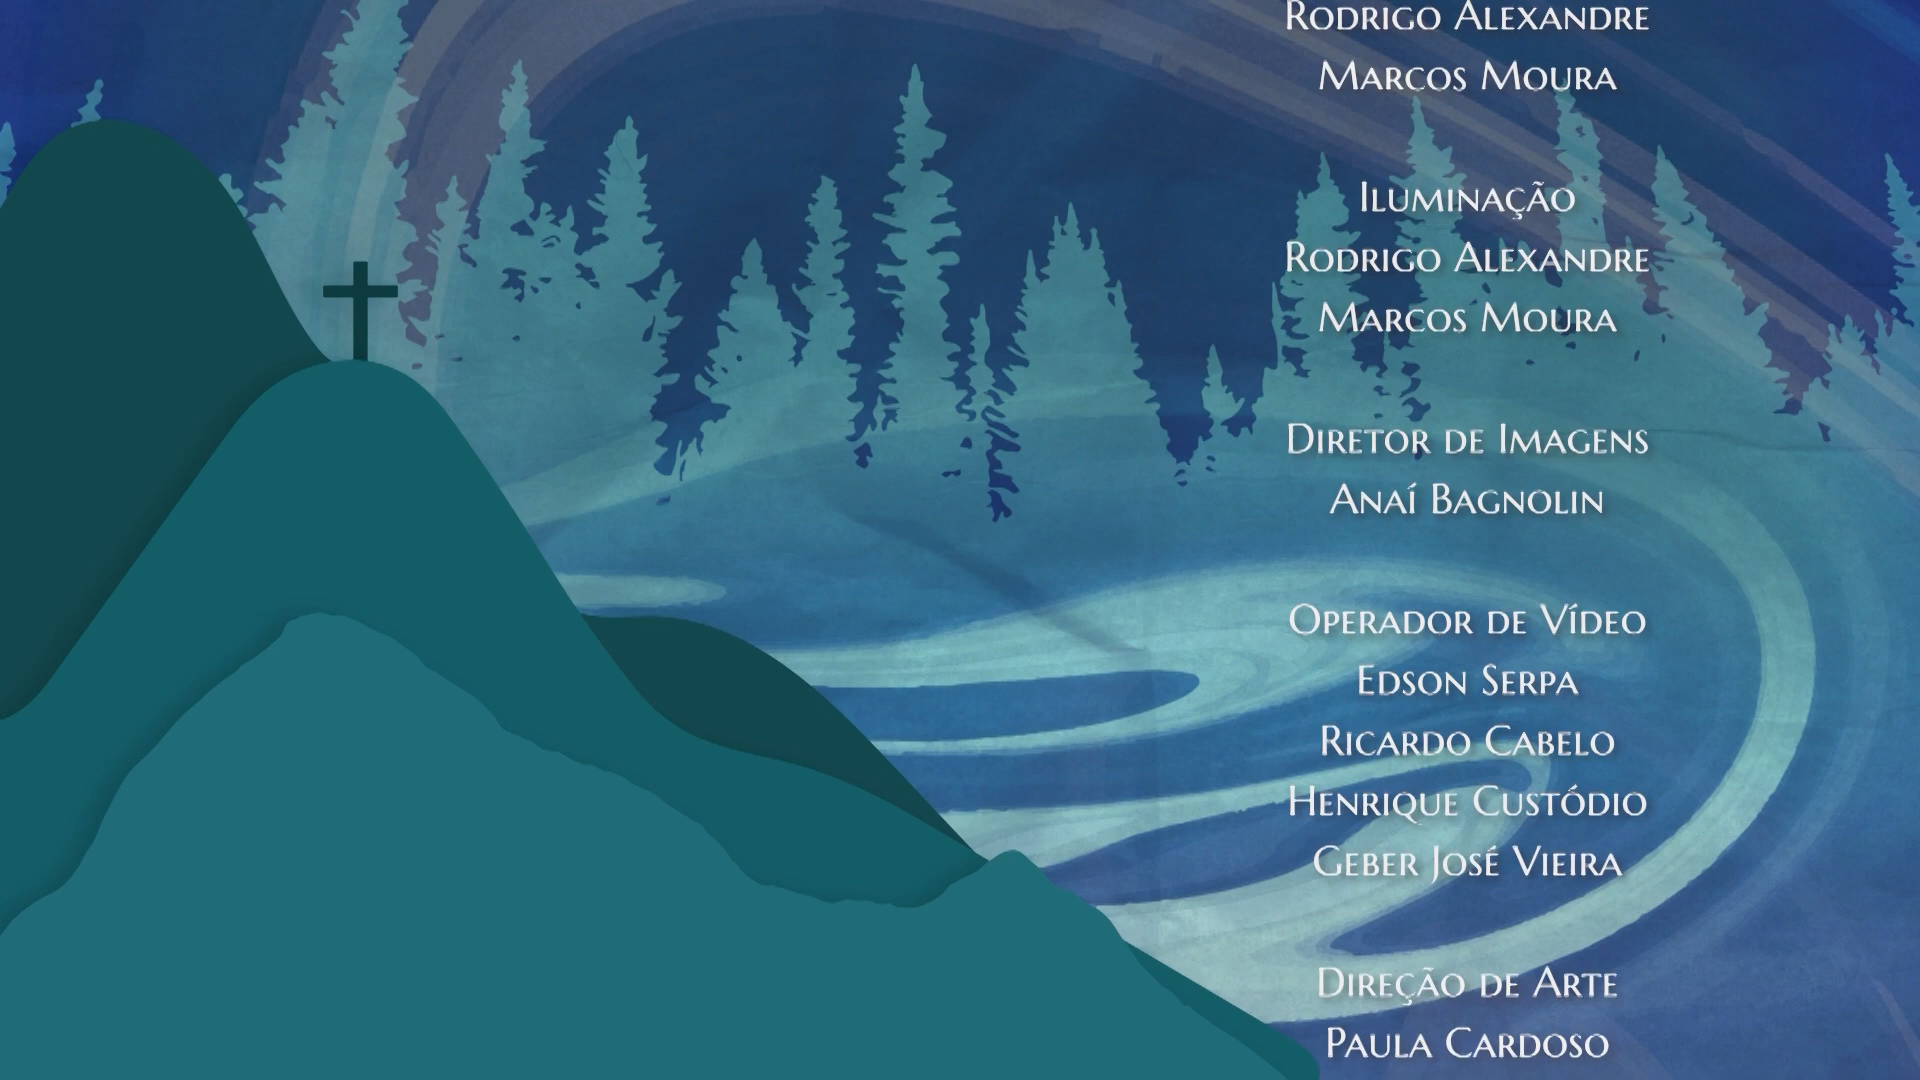 Rodrigo Alexandre
Marcos Moura
Iluminação
Rodrigo Alexandre
Marcos Moura
Diretor de Imagens
Anaí Bagnolin
Operador de Vídeo
Edson Serpa
Ricardo Cabelo
Henrique Custódio
Geber José Vieira
Direção de Arte
Paula Cardoso